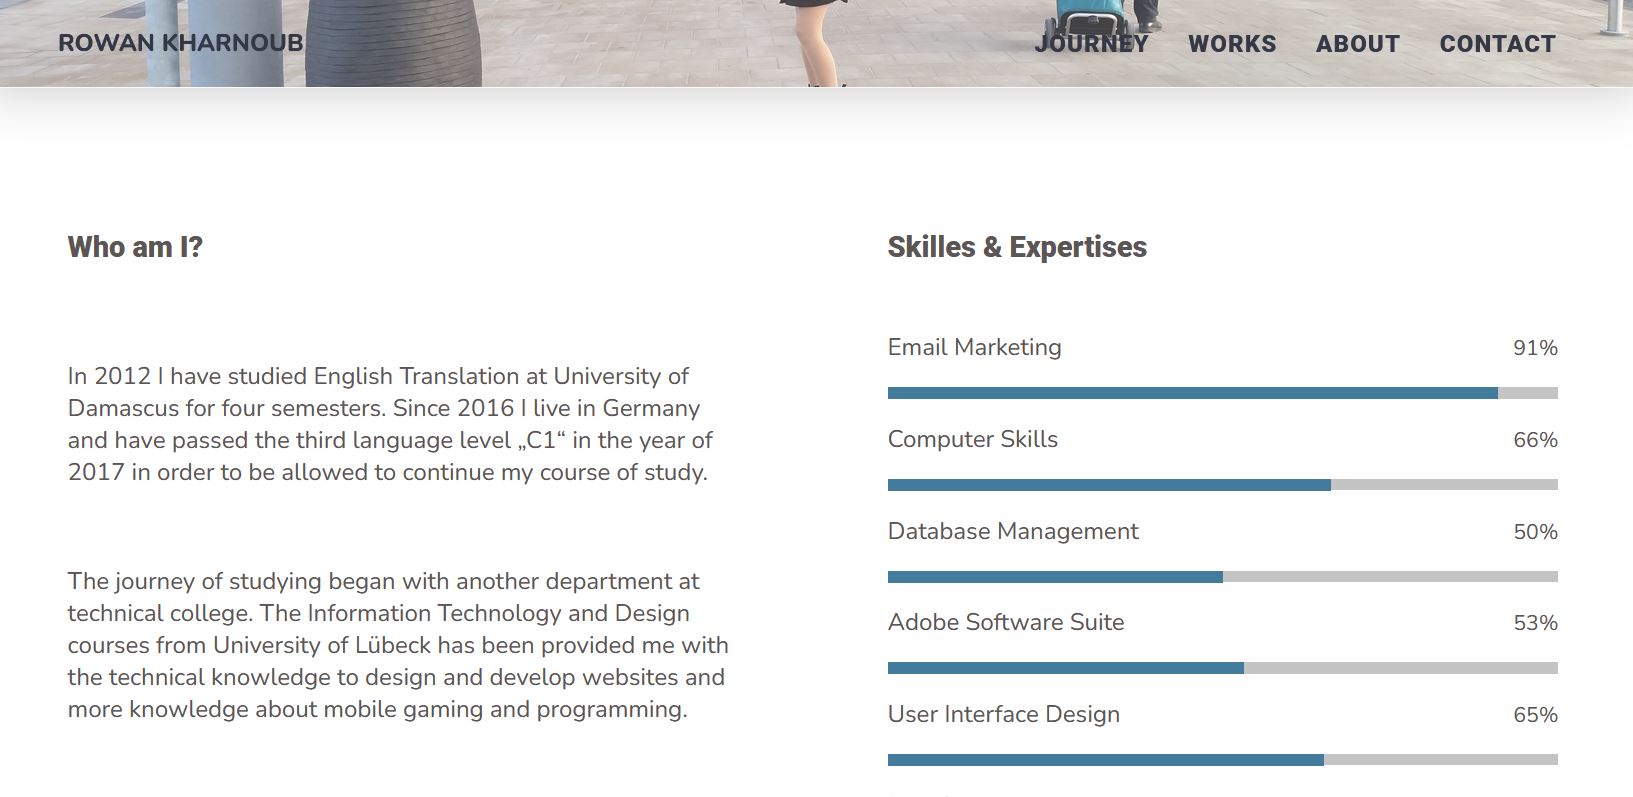 ROWAN KHARNOUB
JOURNEY WORKS ABOUT CONTACT
Who am I?
In 2012 I have studied English Translation at University of
Damascus for four semesters. Since 2016 I live in Germany
and have passed the third language level „C1“ in the year of
2017 in order to be allowed to continue my course of study.
The journey of studying began with another department at
technical college. The Information Technology and Design
courses from University of Lübeck has been provided me with
the technical knowledge to design and develop websites and
more knowledge about mobile gaming and programming.
Skilles & Expertises
Email Marketing 91%
Computer Skills 66%
Database Management 50%
Adobe Software Suite 53%
User Interface Design 65%